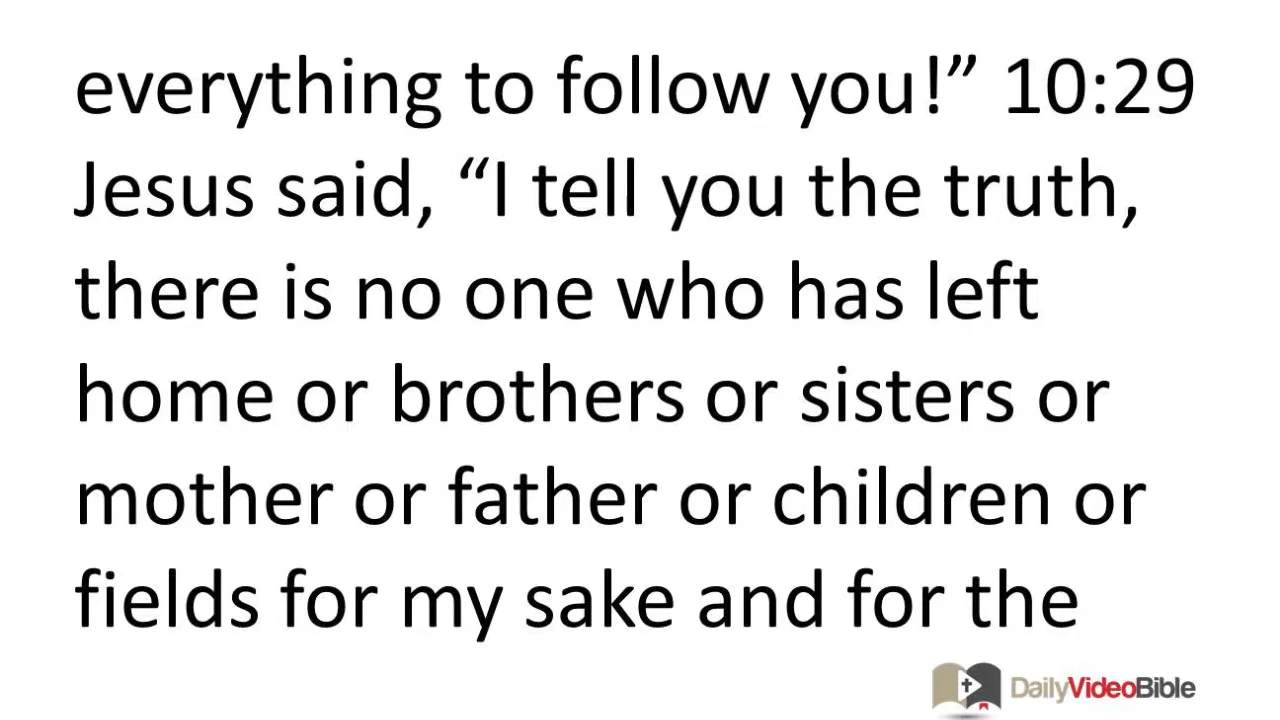 everything to follow you!” 10:29
Jesus said, “I tell you the truth,
there is no one who has left
home or brothers or sisters or
mother or father or children or
fields for my sake and for the
DailyVideoBible